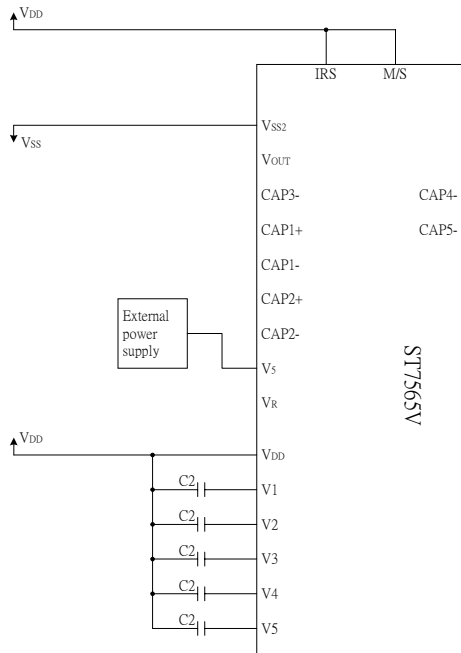 VDD
IRS M/S
VSS2
VSS
VOUT
CAP3- CAP4-
CAP1+ CAP5-
CAP1-
CAP2+
External
power
supply
CAP2-
V5
ST7565V
VR
VDD
VDD
C2 V1
C2 V2
C2 V3
C2 V4
C2 V5